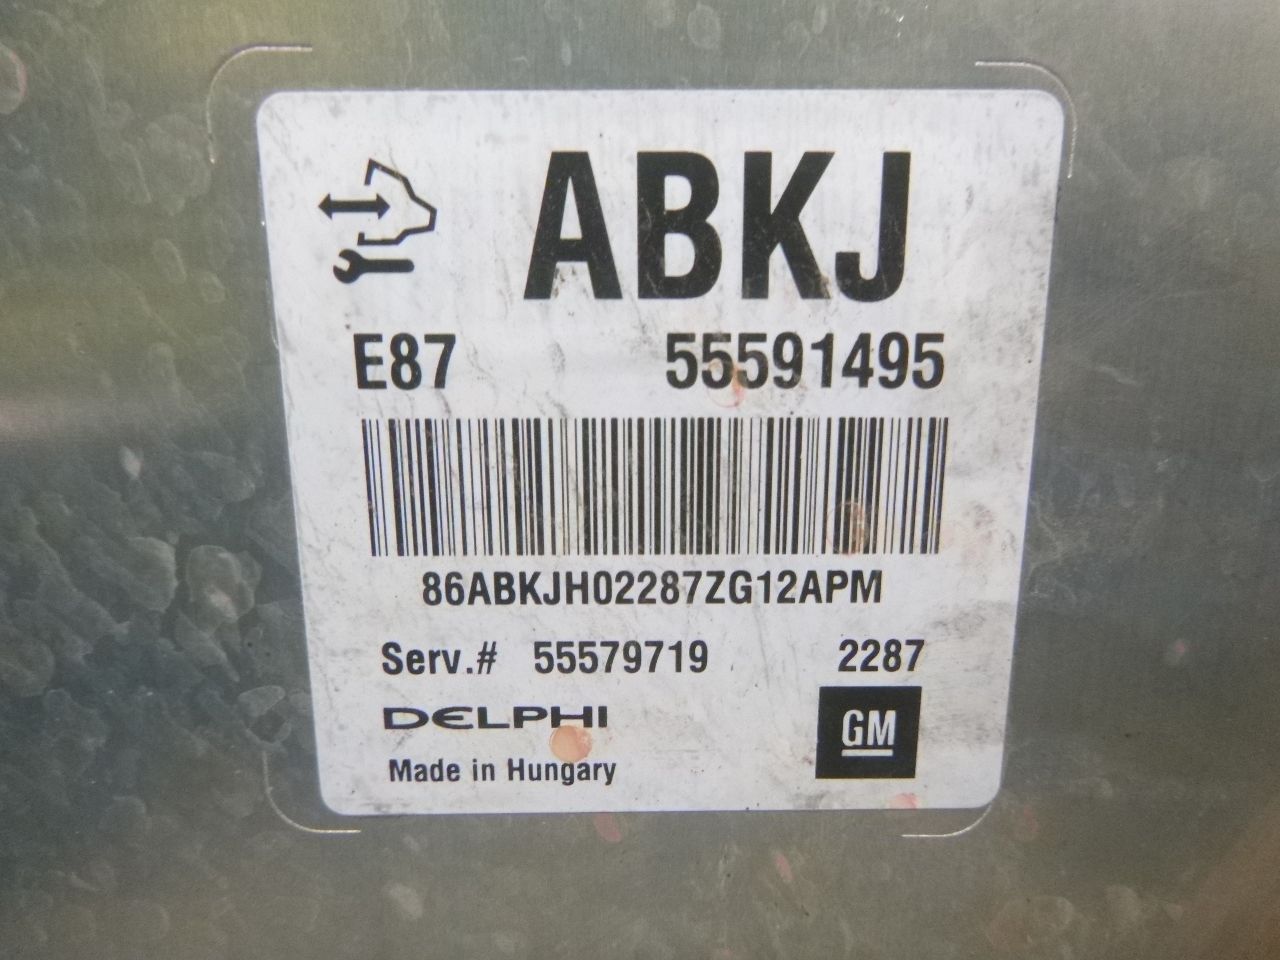 ABKJ
E87 55591495
86ABKJH02287ZG12APM
Serv.# 55579719 2287
DELPHI
GM
Made in Hungary